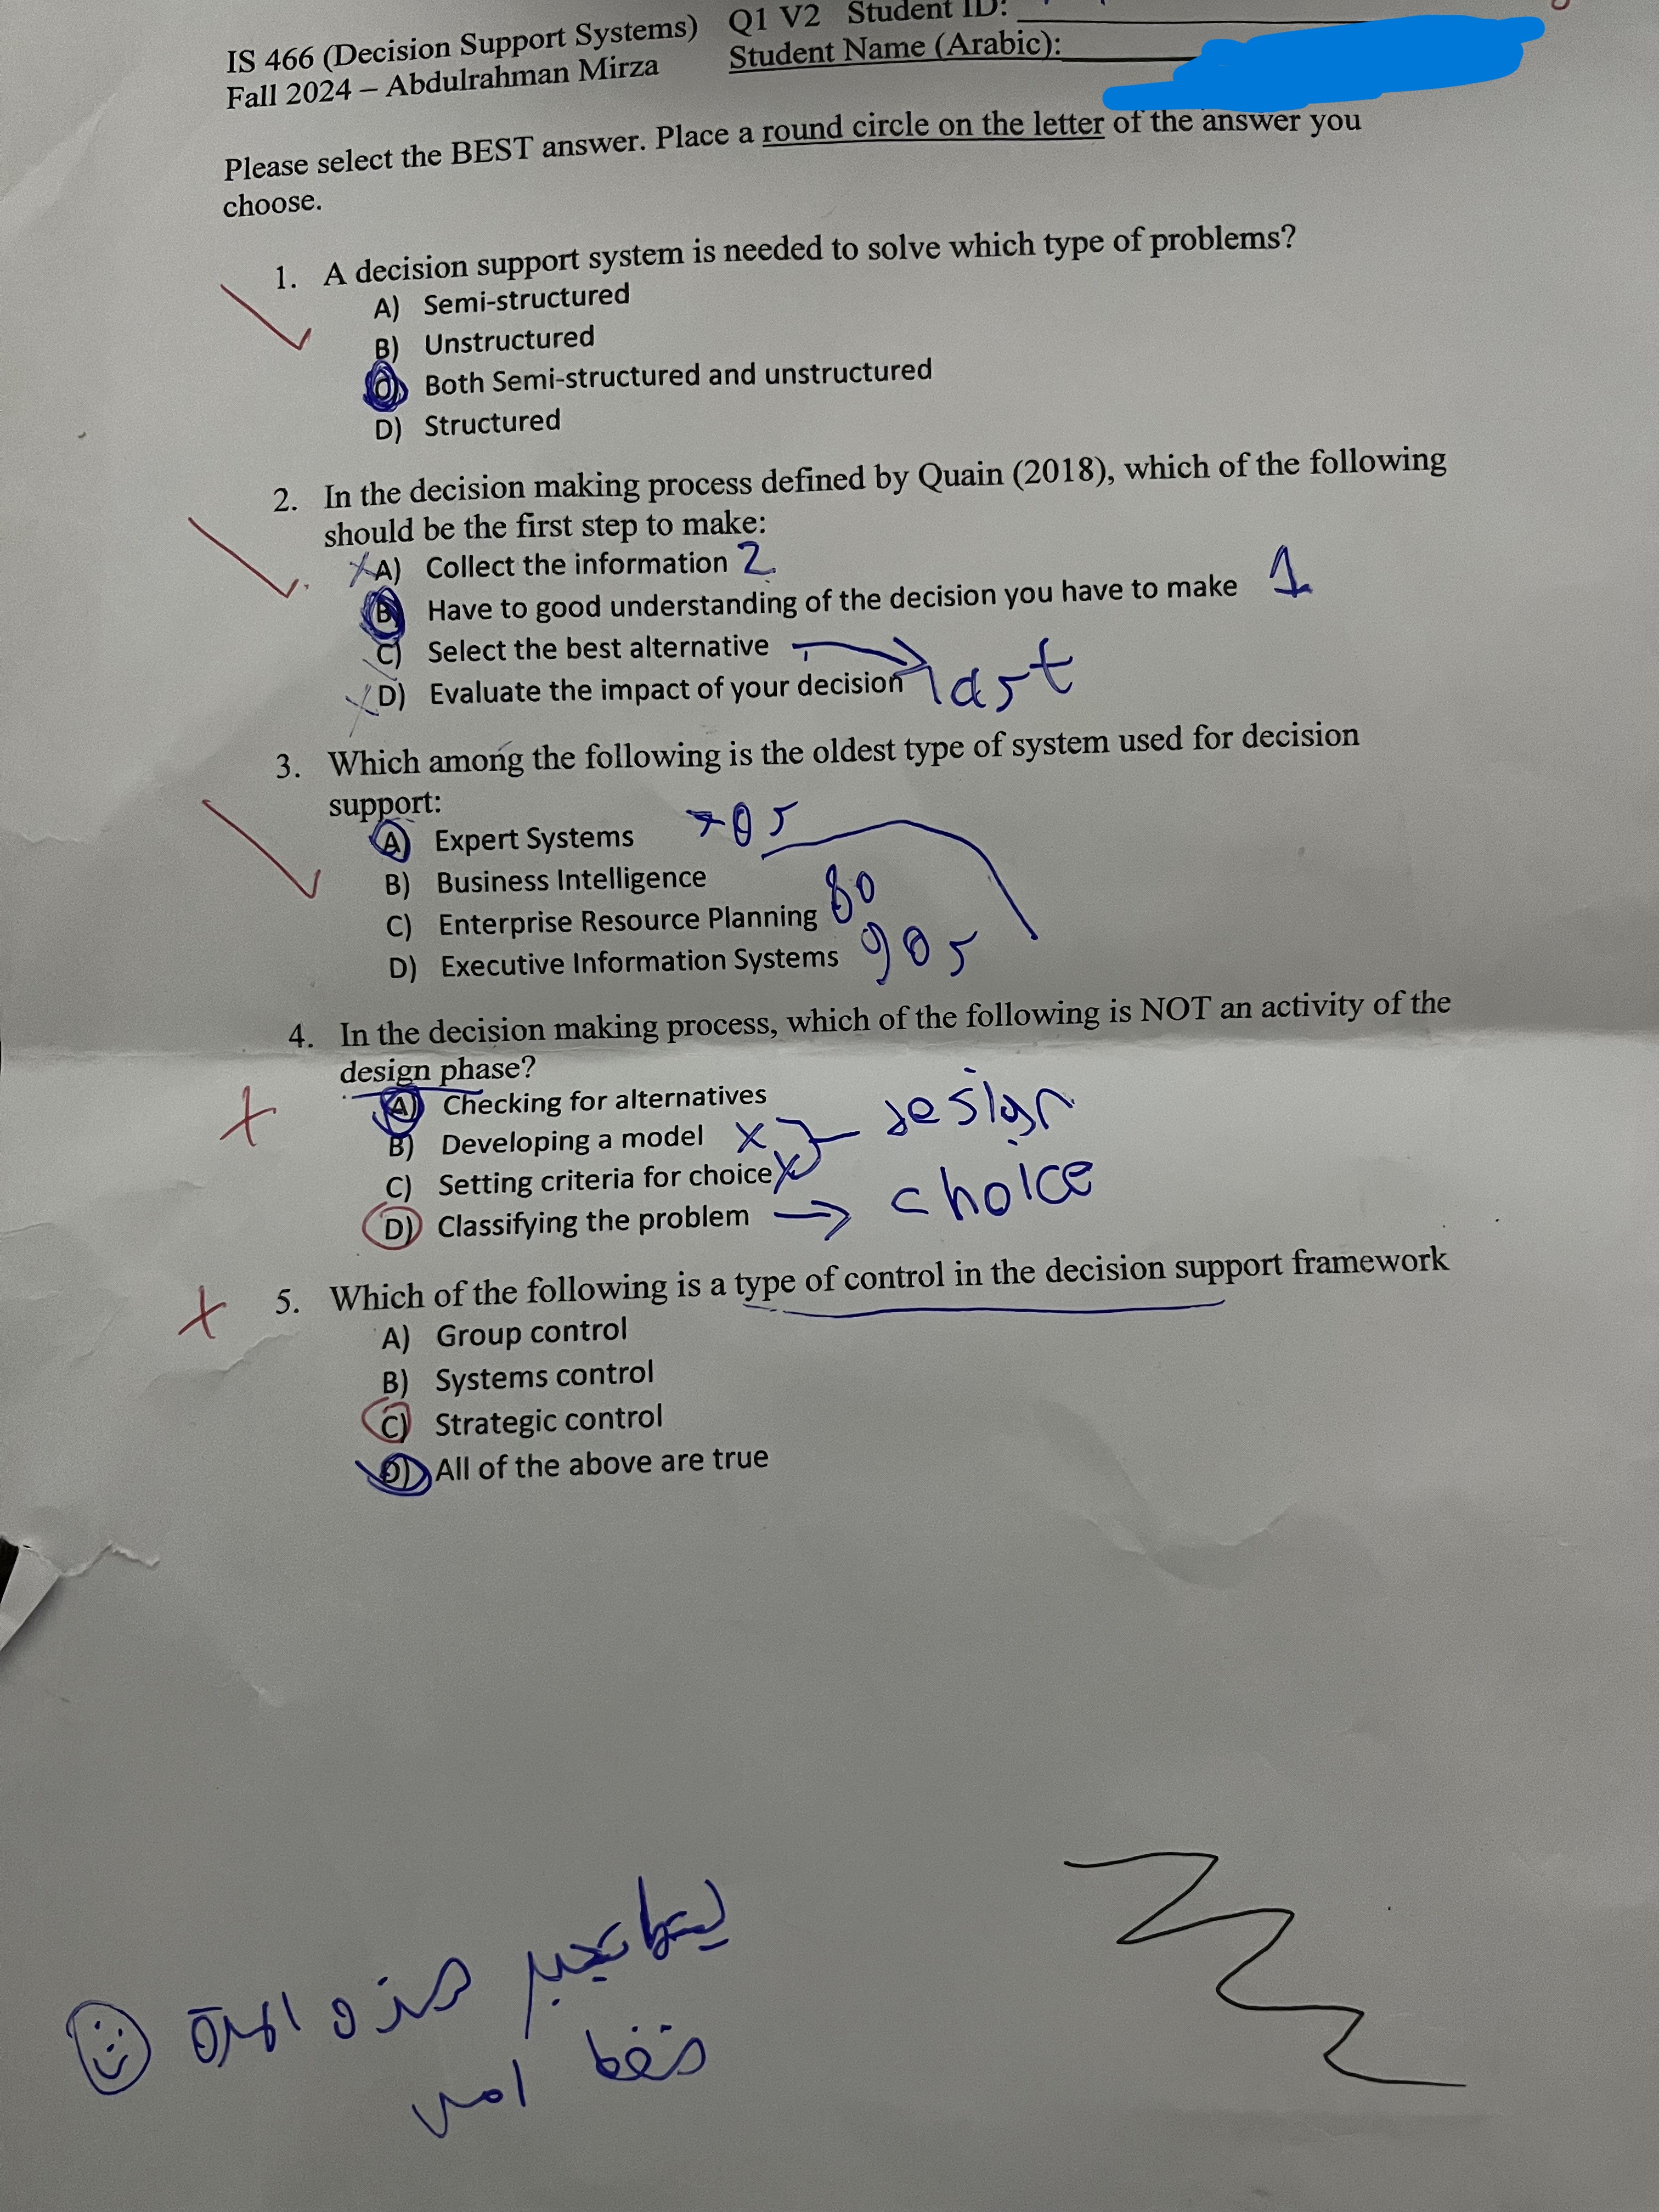 IS 466 (Decision Support Systems) Q1 V2 Student ID:
Fall 2024 – Abdulrahman Mirza Student Name (Arabic):
Please select the BEST answer. Place a round circle on the letter of the answer you
choose.
1. A decision support system is needed to solve which type of problems?
A) Semi-structured
B) Unstructured
C) Both Semi-structured and unstructured
D) Structured
2. In the decision making process defined by Quain (2018), which of the following
should be the first step to make:
A) Collect the information 2
B) Have to good understanding of the decision you have to make 1
C) Select the best alternative
D) Evaluate the impact of your decision last
3. Which among the following is the oldest type of system used for decision
support:
A) Expert Systems 70s
B) Business Intelligence
C) Enterprise Resource Planning 80
D) Executive Information Systems 90s
4. In the decision making process, which of the following is NOT an activity of the
design phase?
A) Checking for alternatives
B) Developing a model x design
C) Setting criteria for choice x
D) Classifying the problem choice
5. Which of the following is a type of control in the decision support framework
A) Group control
B) Systems control
C) Strategic control
D) All of the above are true
هذه المرة
فقط